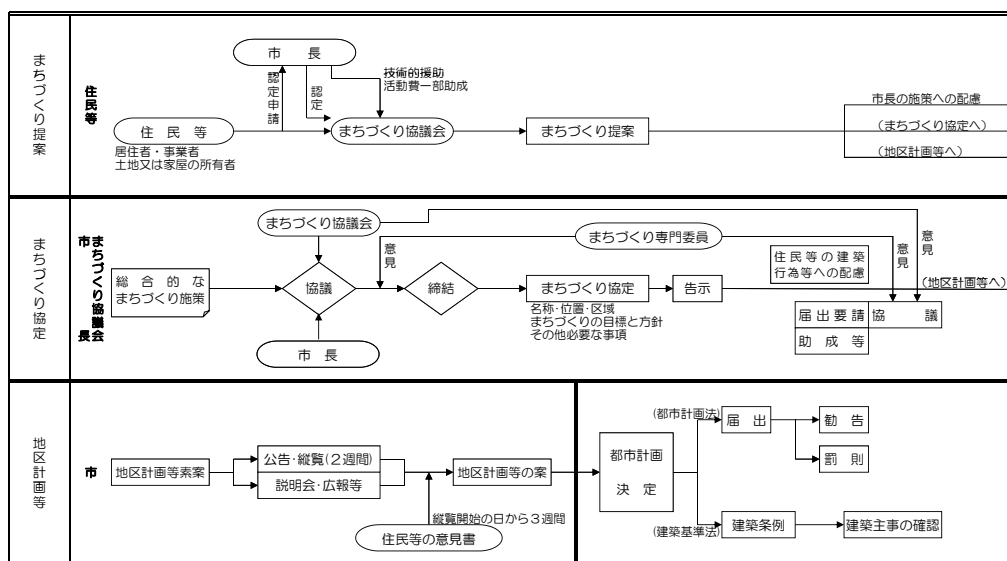 まちづくり提案
住民等
市　長
認定申請
認定
技術的援助
活動費一部助成
住 民 等
居住者・事業者
土地又は家屋の所有者
まちづくり協議会
まちづくり提案
市長の施策への配慮
（まちづくり協定へ）
（地区計画等へ）
まちづくり協定
まちづくり協議会
市　　　長
総合的な
まちづくり施策
まちづくり協議会
協議
市 長
意見
締結
まちづくり専門委員
まちづくり協定
名称・位置・区域
まちづくりの目標と方針
その他必要な事項
告示
住民等の建築
行為等への配慮
意見
意見
（地区計画等へ）
届出要請
協　　議
助 成 等
地区計画等
市
地区計画等素案
公告・縦覧（２週間）
説明会・広報等
縦覧開始の日から３週間
住民等の意見書
地区計画等の案
都市計画
決　定
（都市計画法）
届　出
勧　告
罰　則
（建築基準法）
建築条例
建築主事の確認